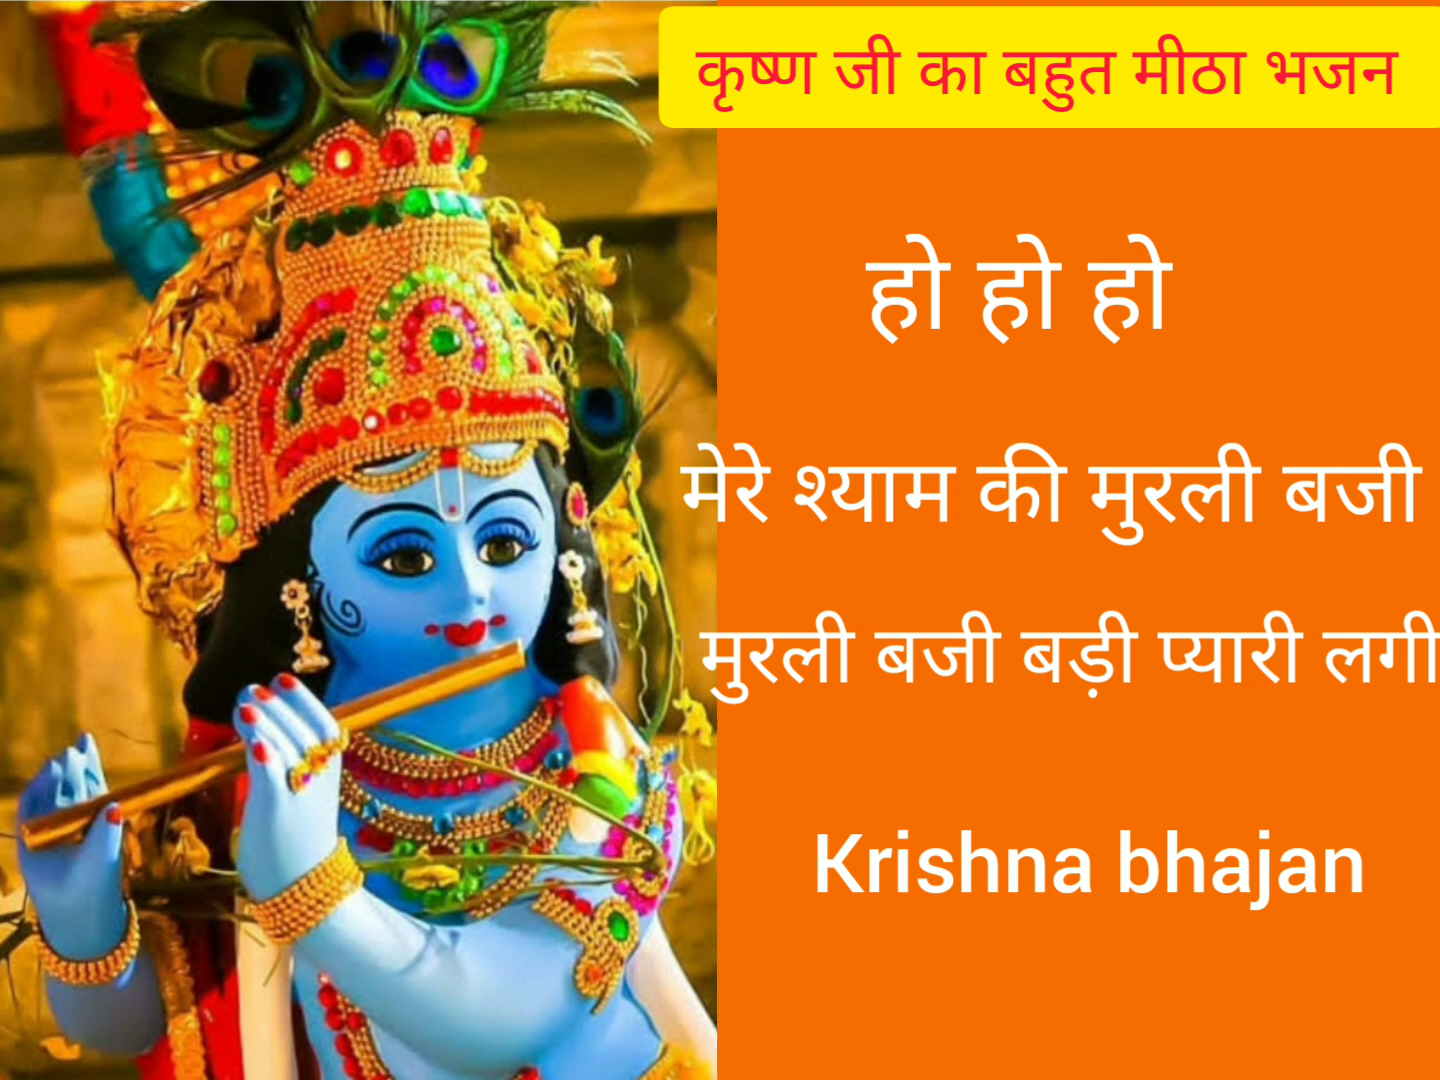 कृष्ण जी का बहुत मीठा भजन
हो हो हो
मेरे श्याम की मुरली बजी
मुरली बजी बड़ी प्यारी लगी
Krishna bhajan